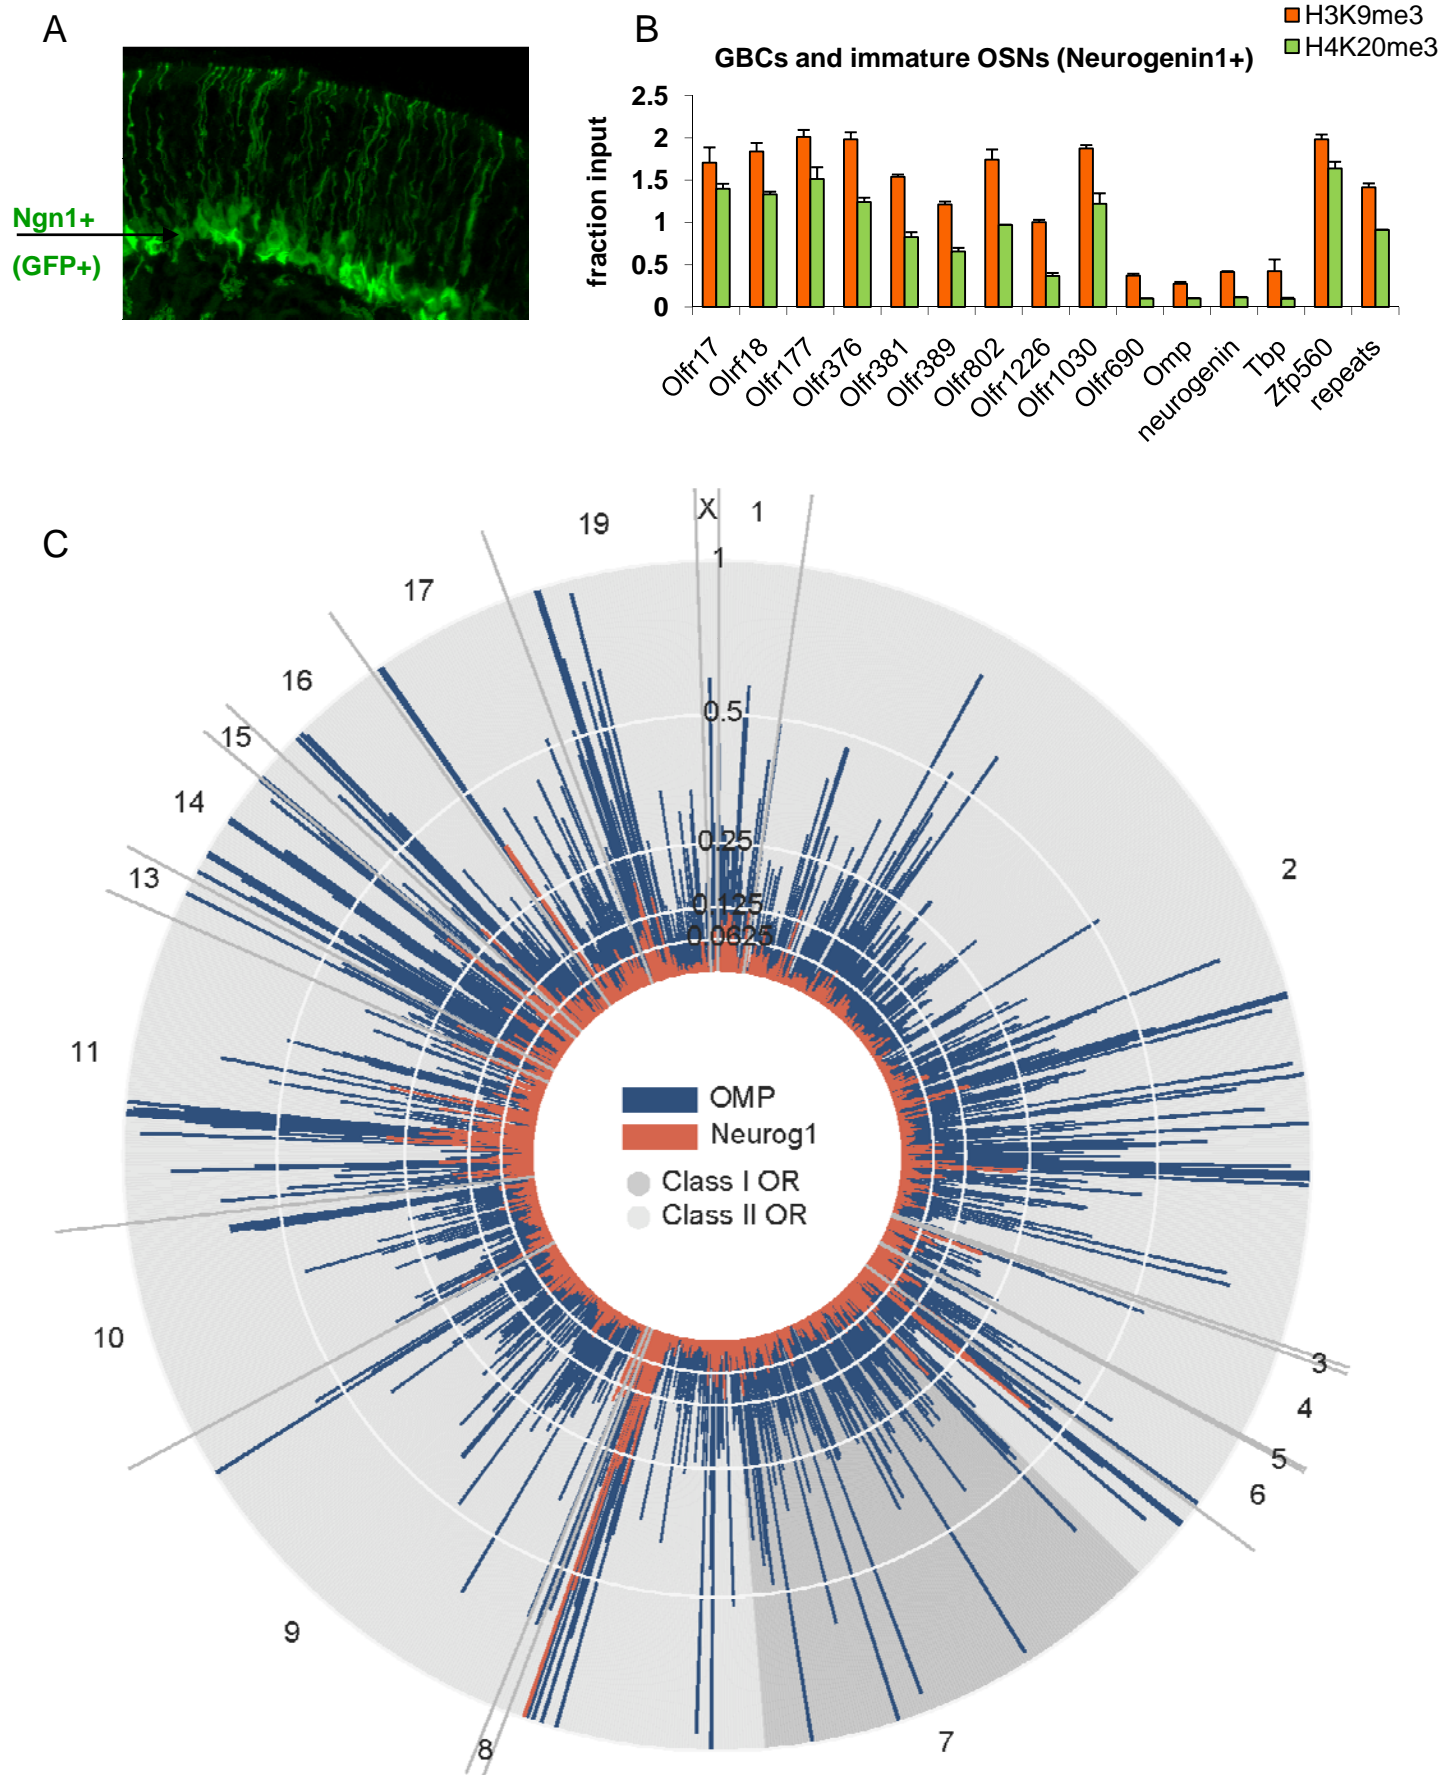 A
Ngn1+
(GFP+)
B
H3K9me3
H4K20me3
GBCs and immature OSNs (Neurogenin1+)
fraction input
2.5
2
1.5
1
0.5
0
Olfr17
Olrf18
Olfr177
Olfr376
Olfr381
Olfr389
Olfr802
Olfr1226
Olfr1030
Olfr690
Omp
neurogenin
Tbp
Zfp560
repeats
C
X
1
2
3
4
5
6
7
8
9
10
11
13
14
15
16
17
19
1
0.5
0.25
0.125
0.0625
OMP
Neurog1
Class I OR
Class II OR